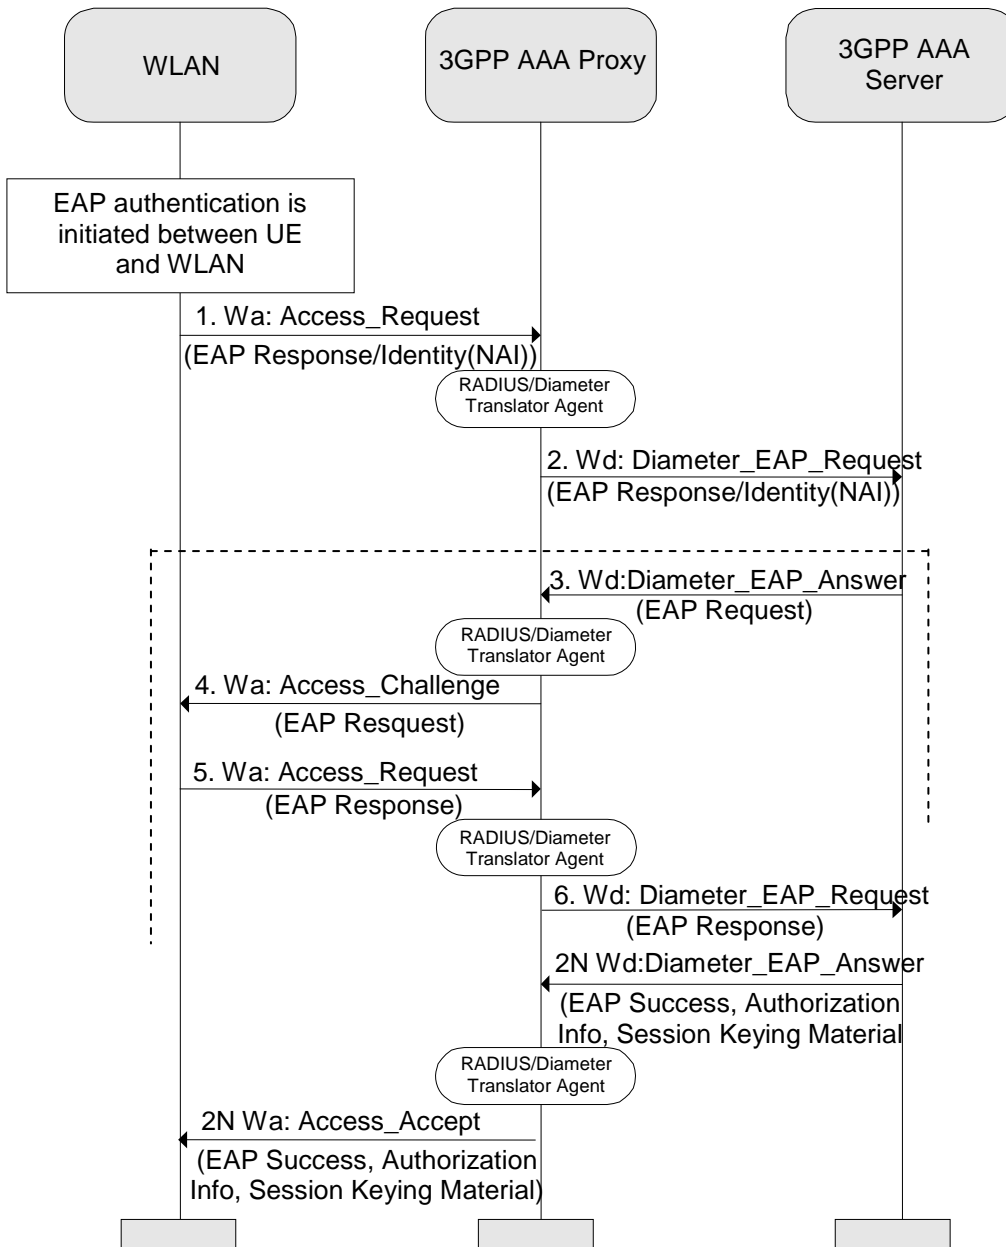 WLAN
3GPP AAA Proxy
3GPP AAA
Server
EAP authentication is
initiated between UE
and WLAN
1. Wa: Access_Request
(EAP Response/Identity(NAI))
RADIUS/Diameter
Translator Agent
2. Wd: Diameter_EAP_Request
(EAP Response/Identity(NAI))
3. Wd:Diameter_EAP_Answer
(EAP Request)
RADIUS/Diameter
Translator Agent
4. Wa: Access_Challenge
(EAP Resquest)
5. Wa: Access_Request
(EAP Response)
RADIUS/Diameter
Translator Agent
6. Wd: Diameter_EAP_Request
(EAP Response)
2N Wd:Diameter_EAP_Answer
(EAP Success, Authorization
Info, Session Keying Material
RADIUS/Diameter
Translator Agent
2N Wa: Access_Accept
(EAP Success, Authorization
Info, Session Keying Material)